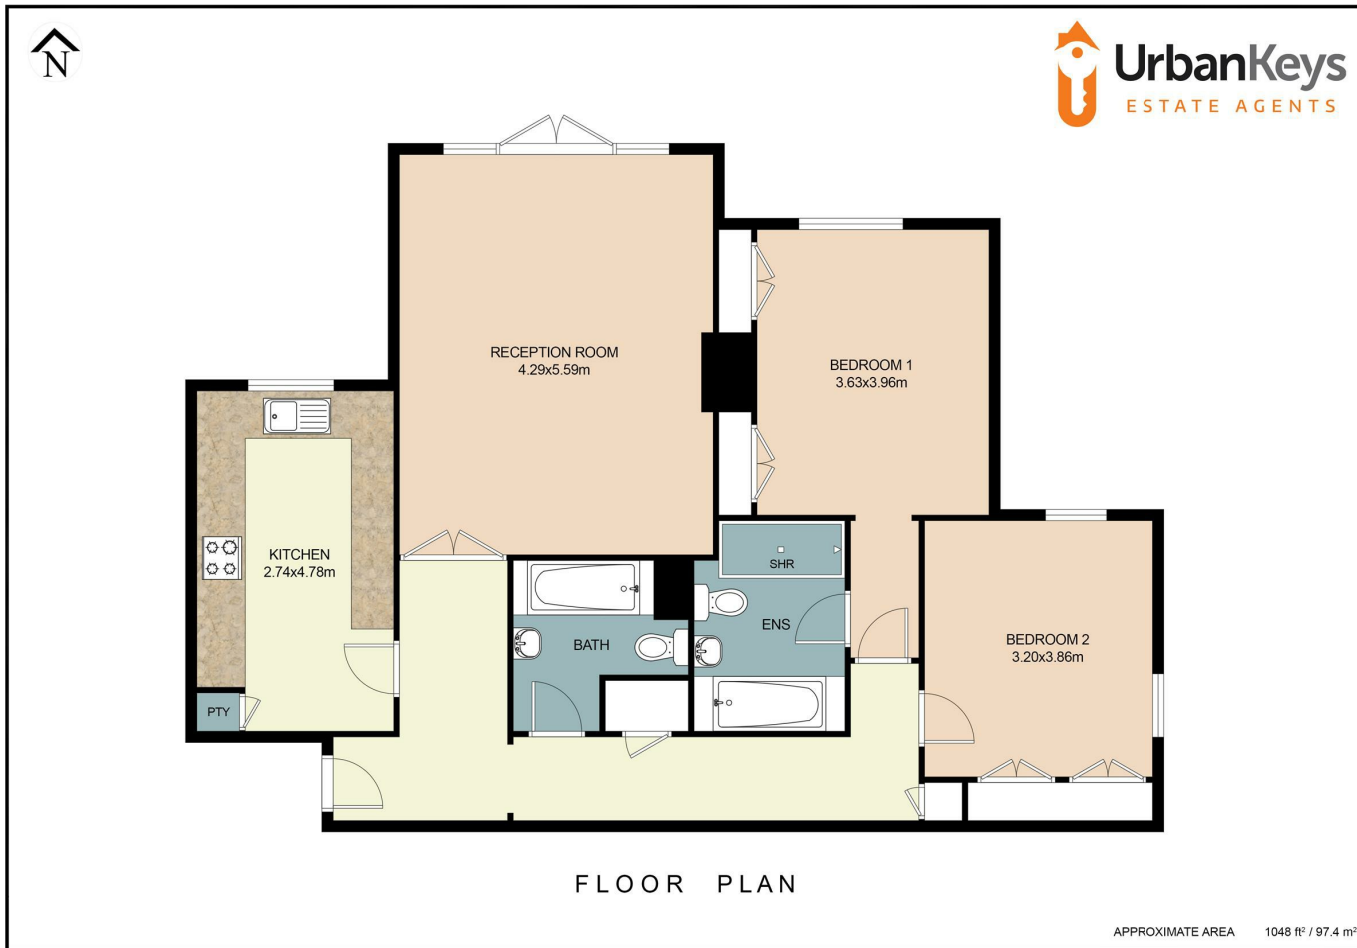 N
UrbanKeys
ESTATE AGENTS
RECEPTION ROOM
4.29x5.59m
BEDROOM 1
3.63x3.96m
KITCHEN
2.74x4.78m
SHR
ENS
BATH
BEDROOM 2
3.20x3.86m
PTY
FLOOR PLAN
APPROXIMATE AREA 1048 ft² / 97.4 m²